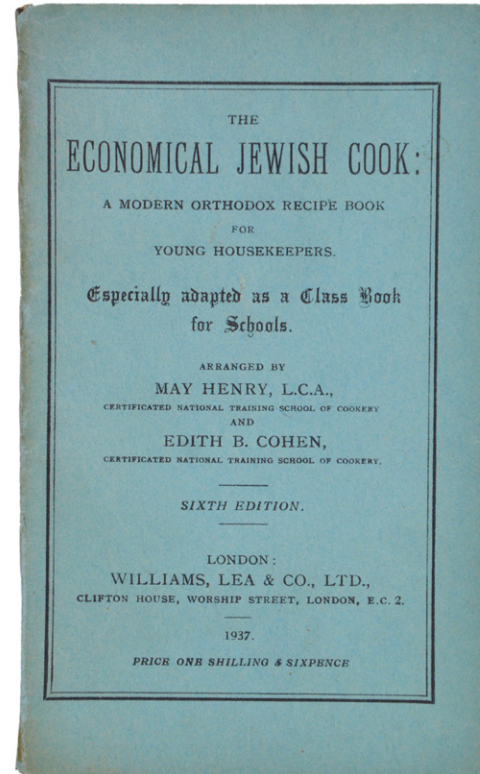 THE
ECONOMICAL JEWISH COOK:
A MODERN ORTHODOX RECIPE BOOK
FOR
YOUNG HOUSEKEEPERS.
Especially adapted as a Class Book
for Schools.
ARRANGED BY
MAY HENRY, L.C.A.,
CERTIFICATED NATIONAL TRAINING SCHOOL OF COOKERY
AND
EDITH B. COHEN,
CERTIFICATED NATIONAL TRAINING SCHOOL OF COOKERY.
SIXTH EDITION.
LONDON:
WILLIAMS, LEA & CO., LTD.,
CLIFTON HOUSE, WORSHIP STREET, LONDON, E.C. 2.
1937.
PRICE ONE SHILLING & SIXPENCE